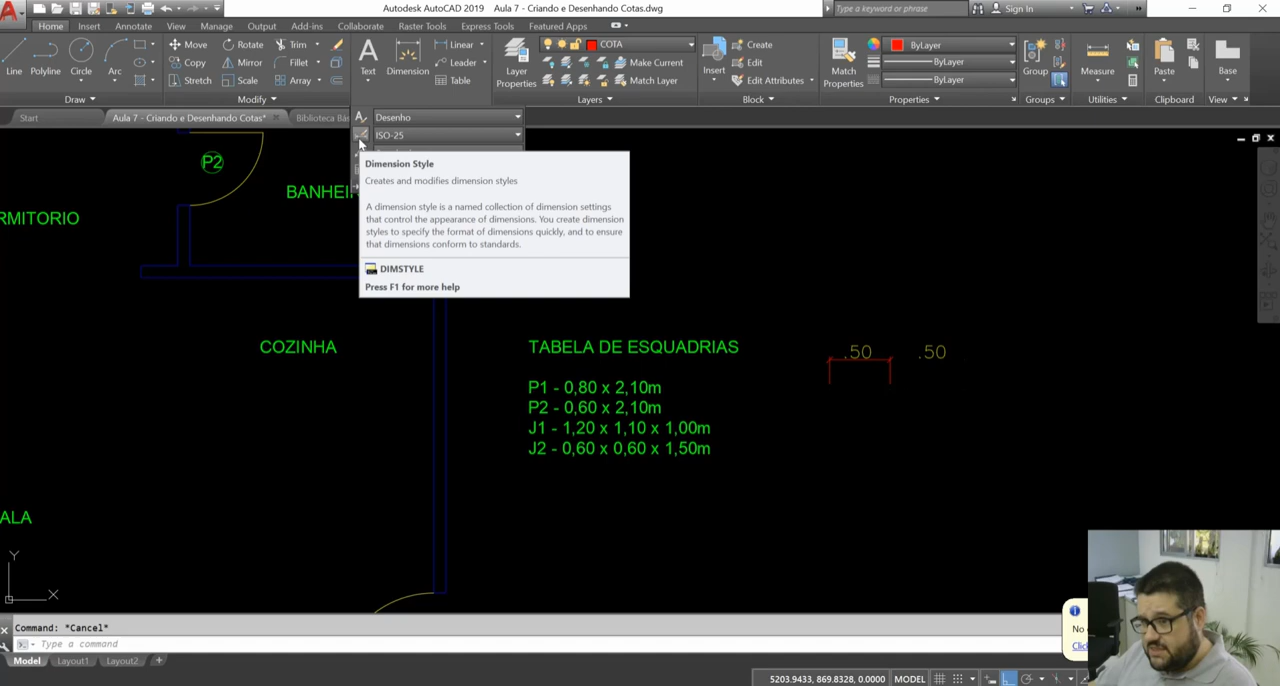 Autodesk AutoCAD 2019 Aula 7 - Criando e Desenhando Cotas.dwg
Type a keyword or phrase
Sign In
Home Insert Annotate View Manage Output Add-ins Collaborate Raster Tools Express Tools Featured Apps
Line Polyline Circle Arc
Move Rotate Trim
Copy Mirror Fillet
Stretch Scale Array
Text Dimension
Linear
Leader
Table
Layer Properties
COTA
Make Current
Match Layer
Insert
Create
Edit
Edit Attributes
Match Properties
ByLayer
ByLayer
ByLayer
Group
Measure
Paste
Base
Draw Modify Layers Block Properties Groups Utilities Clipboard View
Start Aula 7 - Criando e Desenhando Cotas* Biblioteca Bás
Desenho
ISO-25
Dimension Style
Creates and modifies dimension styles
A dimension style is a named collection of dimension settings
that control the appearance of dimensions. You create dimension
styles to specify the format of dimensions quickly, and to ensure
that dimensions conform to standards.
DIMSTYLE
Press F1 for more help
P2
BANHEI
RMITORIO
COZINHA
ALA
TABELA DE ESQUADRIAS
P1 - 0,80 x 2,10m
P2 - 0,60 x 2,10m
J1 - 1,20 x 1,10 x 1,00m
J2 - 0,60 x 0,60 x 1,50m
.50 .50
Y
X
Command: *Cancel*
Type a command
No
Clic
Model Layout1 Layout2 +
5203.9433, 869.8328, 0.0000 MODEL